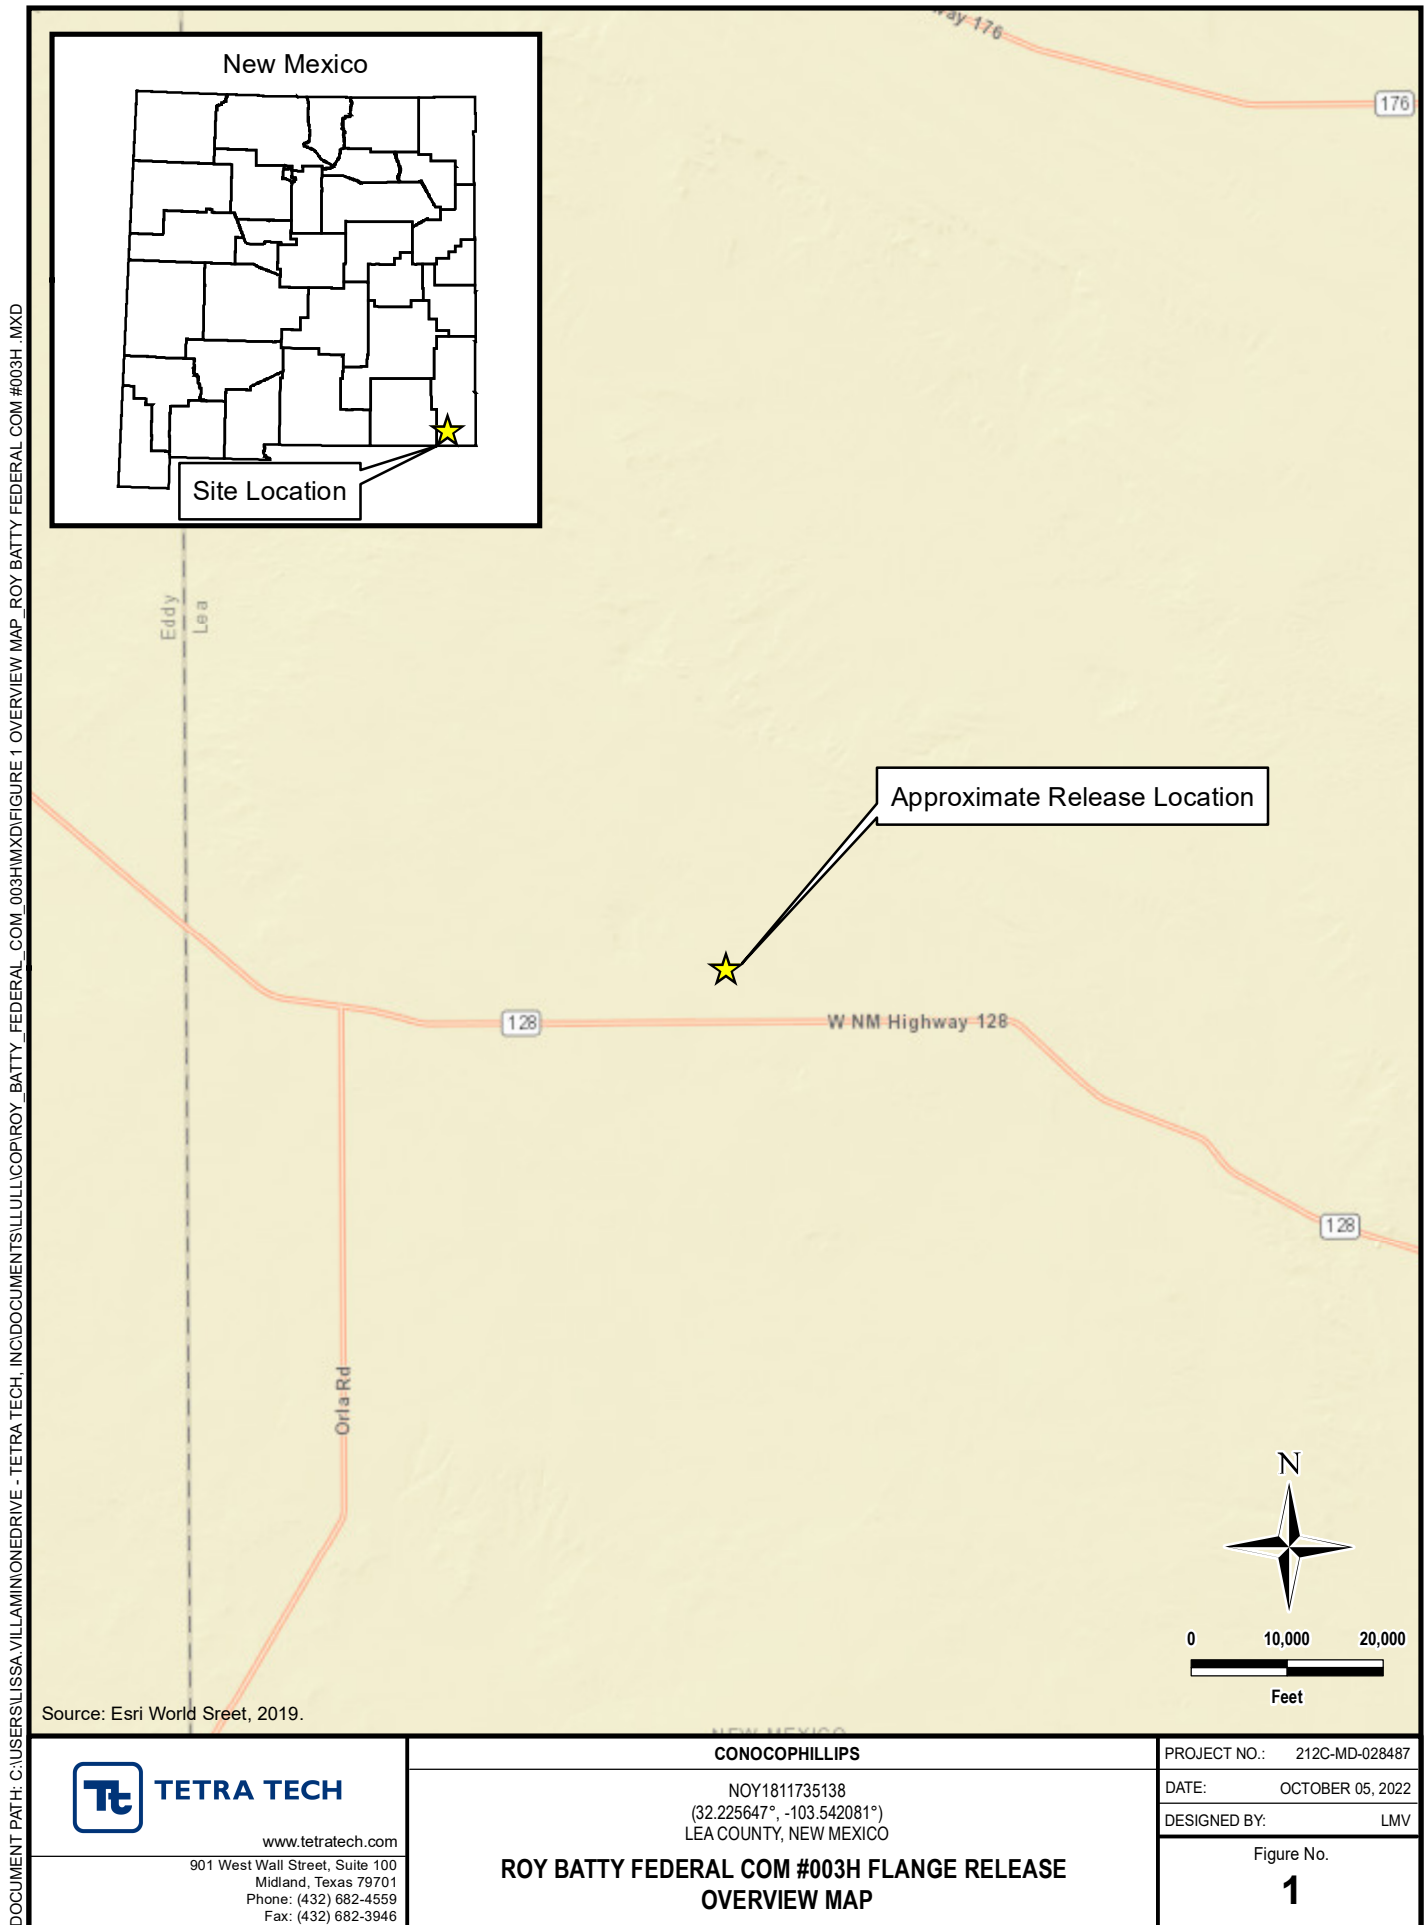 way 176
176
New Mexico
Site Location
Eddy
Lea
Approximate Release Location
128
W NM Highway 128
128
Orla Rd
N
0 10,000 20,000
Feet
Source: Esri World Sreet, 2019.
NEW MEXICO
DOCUMENT PATH: C:\USERS\LISSA.VILLAMIN\ONEDRIVE - TETRA TECH, INC\DOCUMENTS\LLULL\COP\ROY_BATTY_FEDERAL_COM_003H\MXD\FIGURE 1 OVERVIEW MAP_ROY BATTY FEDERAL COM #003H .MXD
Tt TETRA TECH
www.tetratech.com
901 West Wall Street, Suite 100
Midland, Texas 79701
Phone: (432) 682-4559
Fax: (432) 682-3946
CONOCOPHILLIPS
NOY1811735138
(32.225647°, -103.542081°)
LEA COUNTY, NEW MEXICO
ROY BATTY FEDERAL COM #003H FLANGE RELEASE
OVERVIEW MAP
PROJECT NO.: 212C-MD-028487
DATE: OCTOBER 05, 2022
DESIGNED BY: LMV
Figure No.
1